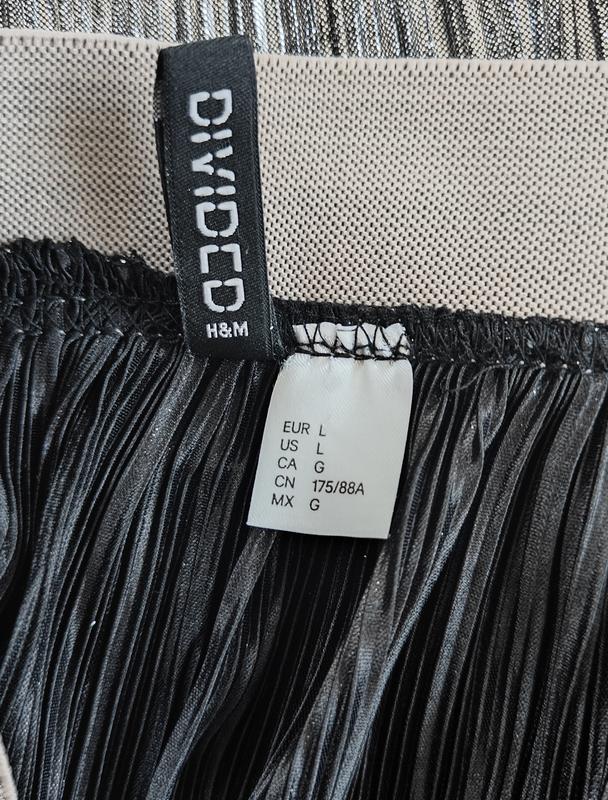 DIVIDED
H&M
EUR L
US L
CA G
CN 175/88A
MX G